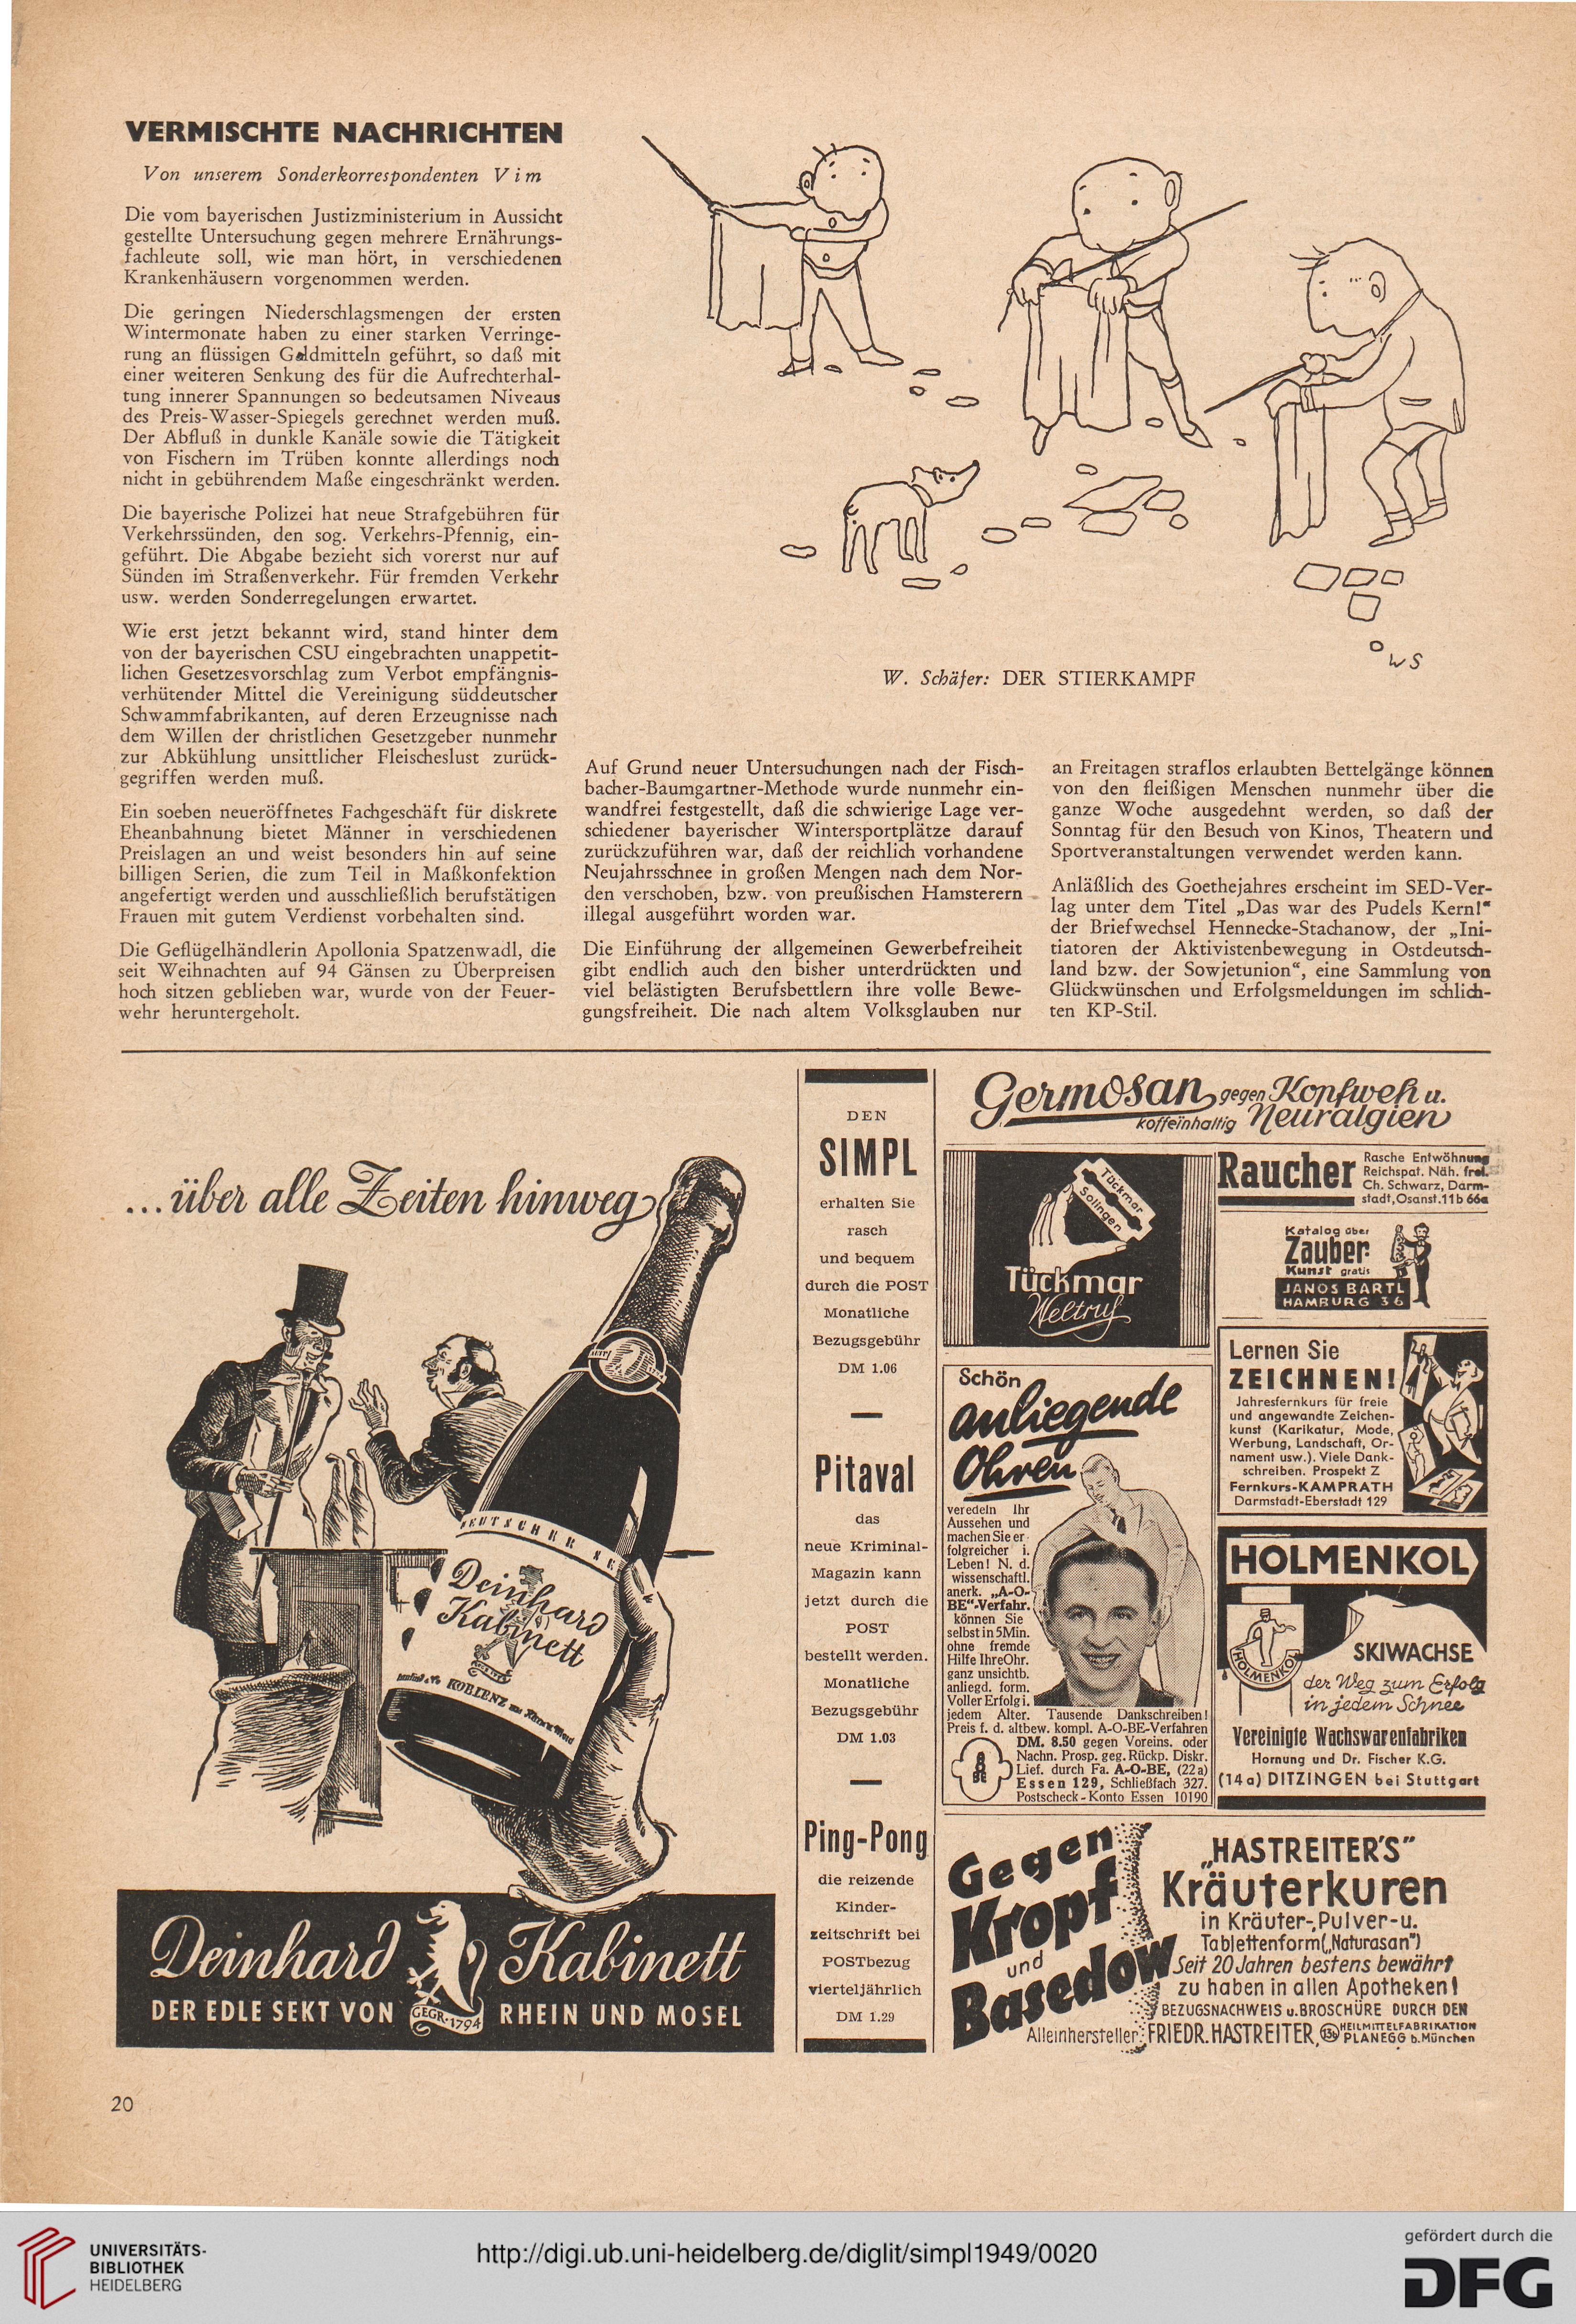 VERMISCHTE NACHRICHTEN
Von unserem Sonderkorrespondenten Vim
Die vom bayerischen Justizministerium in Aussicht
gestellte Untersuchung gegen mehrere Ernährungs-
fachleute soll, wie man hört, in verschiedenen
Krankenhäusern vorgenommen werden.
Die geringen Niederschlagsmengen der ersten
Wintermonate haben zu einer starken Verringe-
rung an flüssigen Geldmitteln geführt, so daß mit
einer weiteren Senkung des für die Aufrechterhal-
tung innerer Spannungen so bedeutsamen Niveaus
des Preis-Wasser-Spiegels gerechnet werden muß.
Der Abfluß in dunkle Kanäle sowie die Tätigkeit
von Fischern im Trüben konnte allerdings noch
nicht in gebührendem Maße eingeschränkt werden.
Die bayerische Polizei hat neue Strafgebühren für
Verkehrssünden, den sog. Verkehrs-Pfennig, ein-
geführt. Die Abgabe bezieht sich vorerst nur auf
Sünden im Straßenverkehr. Für fremden Verkehr
usw. werden Sonderregelungen erwartet.
Wie erst jetzt bekannt wird, stand hinter dem
von der bayerischen CSU eingebrachten unappetit-
lichen Gesetzesvorschlag zum Verbot empfängnis-
verhütender Mittel die Vereinigung süddeutscher
Schwammfabrikanten, auf deren Erzeugnisse nach
dem Willen der christlichen Gesetzgeber nunmehr
zur Abkühlung unsittlicher Fleischeslust zurück-
gegriffen werden muß.
Ein soeben neueröffnetes Fachgeschäft für diskrete
Eheanbahnung bietet Männer in verschiedenen
Preislagen an und weist besonders hin auf seine
billigen Serien, die zum Teil in Maßkonfektion
angefertigt werden und ausschließlich berufstätigen
Frauen mit gutem Verdienst vorbehalten sind.
Die Geflügelhändlerin Apollonia Spatzenwadl, die
seit Weihnachten auf 94 Gänsen zu Überpreisen
hoch sitzen geblieben war, wurde von der Feuer-
wehr heruntergeholt.
WS
W. Schäfer: DER STIERKAMPF
Auf Grund neuer Untersuchungen nach der Fisch-
bacher-Baumgartner-Methode wurde nunmehr ein-
wandfrei festgestellt, daß die schwierige Lage ver-
schiedener bayerischer Wintersportplätze darauf
zurückzuführen war, daß der reichlich vorhandene
Neujahrsschnee in großen Mengen nach dem Nor-
den verschoben, bzw. von preußischen Hamsterern
illegal ausgeführt worden war.
Die Einführung der allgemeinen Gewerbefreiheit
gibt endlich auch den bisher unterdrückten und
viel belästigten Berufsbettlern ihre volle Bewe-
gungsfreiheit. Die nach altem Volksglauben nur
an Freitagen straflos erlaubten Bettelgänge können
von den fleißigen Menschen nunmehr über die
ganze Woche ausgedehnt werden, so daß der
Sonntag für den Besuch von Kinos, Theatern und
Sportveranstaltungen verwendet werden kann.
Anläßlich des Goethejahres erscheint im SED-Ver-
lag unter dem Titel „Das war des Pudels Kern!“
der Briefwechsel Hennecke-Stachanow, der „Ini-
tiatoren der Aktivistenbewegung in Ostdeutsch-
land bzw. der Sowjetunion“, eine Sammlung von
Glückwünschen und Erfolgsmeldungen im schlich-
ten KP-Stil.
...über alle Zeiten hinweg
DEUTSCHER SE
Deinhard
Kabinett
KOBLENZ am Rhein u. Mosel
Deinhard Kabinett
DER EDLE SEKT VON RHEIN UND MOSEL
GEGR. 1794
DEN
SIMPL
erhalten Sie
rasch
und bequem
durch die POST
Monatliche
Bezugsgebühr
DM 1.06
Pitaval
das
neue Kriminal-
Magazin kann
jetzt durch die
POST
bestellt werden.
Monatliche
Bezugsgebühr
DM 1.03
Ping-Pong
die reizende
Kinder-
zeitschrift bei
POSTbezug
vierteljährlich
DM 1.29
Germosan gegen Kopfweh u.
koffeinhaltig Neuralgien
Tückmar
Solingen
Tückmar
Weltruf
Raucher
Rasche Entwöhnung
Reichspat. Näh. frei.
Ch. Schwarz, Darm-
stadt, Osanst. 11b 66a
Katalog über
Zauber
Kunst gratis
JANOS BARTL
HAMBURG 36
Lernen Sie
ZEICHNEN!
Jahresfernkurs für freie
und angewandte Zeichen-
kunst (Karikatur, Mode,
Werbung, Landschaft, Or-
nament usw.). Viele Dank-
schreiben. Prospekt Z
Fernkurs-KAMPRATH
Darmstadt-Eberstadt 129
Schön
anliegende
Ohren
veredeln Ihr
Aussehen und
machen Sie er-
folgreicher i.
Leben! N. d.
wissenschaftl.
anerk. „A-O-
BE“-Verfahr.
können Sie
selbst in 5 Min.
ohne fremde
Hilfe Ihre Ohr.
ganz unsichtb.
anliegd. form.
Voller Erfolg i.
jedem Alter. Tausende Dankschreiben!
Preis f. d. altbew. kompl. A-O-BE-Verfahren
DM. 8.50 gegen Voreins. oder
Nachn. Prosp. geg. Rückp. Diskr.
Lief. durch Fa. A-O-BE, (22a)
Essen 129, Schließfach 327.
Postscheck-Konto Essen 10190
A
O
BE
HOLMENKOL
HOLMENKOL
SKIWACHSE
der Weg zum Erfolg
in jedem Schnee
Vereinigte Wachswarenfabriken
Hornung und Dr. Fischer K.G.
(14a) DITZINGEN bei Stuttgart
Gegen
Kropf
und
Basedow
„HASTREITER'S”
Kräuterkuren
in Kräuter-, Pulver- u.
Tablettenform („Naturasan”)
Seit 20 Jahren bestens bewährt
zu haben in allen Apotheken!
BEZUGSNACHWEIS u. BROSCHÜRE DURCH DEN
Alleinhersteller: FRIEDR. HASTREITER, 13b HEILMITTELFABRIKATION
PLANEGG b. München
20
UNIVERSITÄTS-
BIBLIOTHEK
HEIDELBERG
http://digi.ub.uni-heidelberg.de/diglit/simpl1949/0020
gefördert durch die
DFG